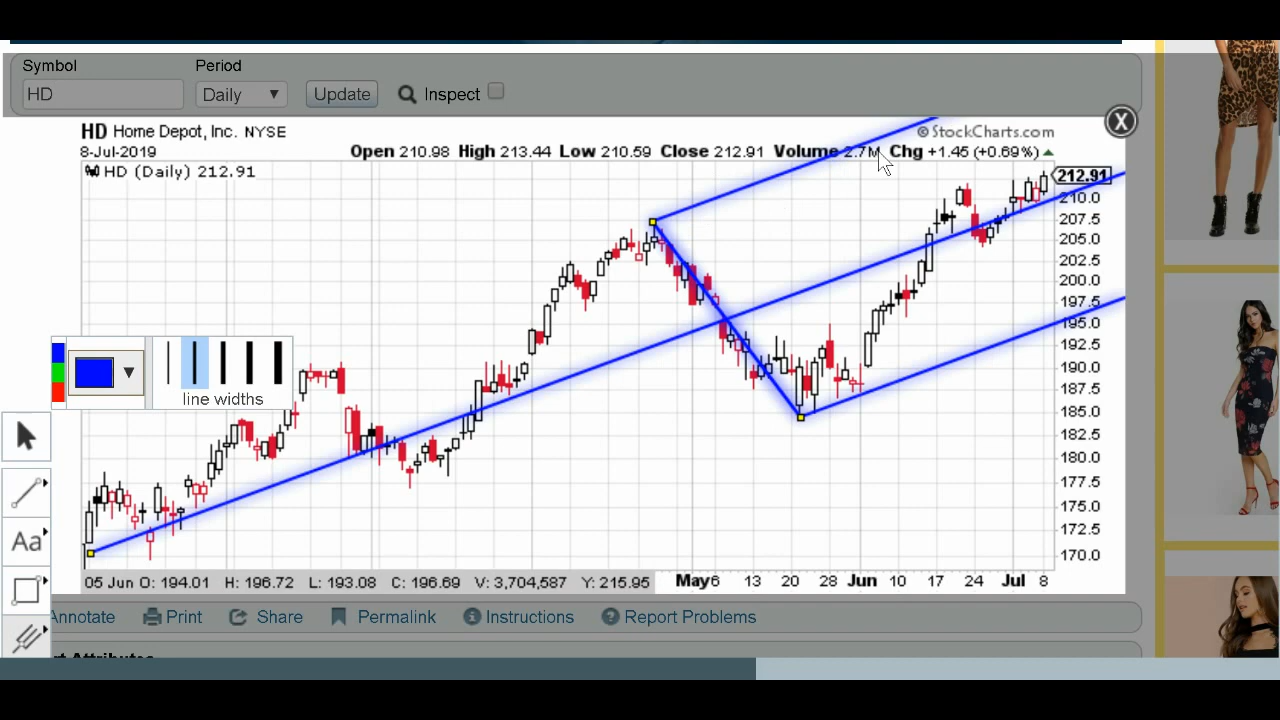 Symbol Period
HD Daily ▼ Update Inspect
X
HD Home Depot, Inc. NYSE © StockCharts.com
8-Jul-2019 Open 210.98 High 213.44 Low 210.59 Close 212.91 Volume 2.7M Chg +1.45 (+0.69%)
HD (Daily) 212.91
212.91
210.0
207.5
205.0
202.5
200.0
197.5
195.0
192.5
190.0
187.5
185.0
182.5
180.0
177.5
175.0
172.5
170.0
line widths
Aa
05 Jun O: 194.01 H: 196.72 L: 193.08 C: 196.69 V: 3,704,587 Y: 215.95 May 6 13 20 28 Jun 10 17 24 Jul 8
Annotate Print Share Permalink Instructions Report Problems